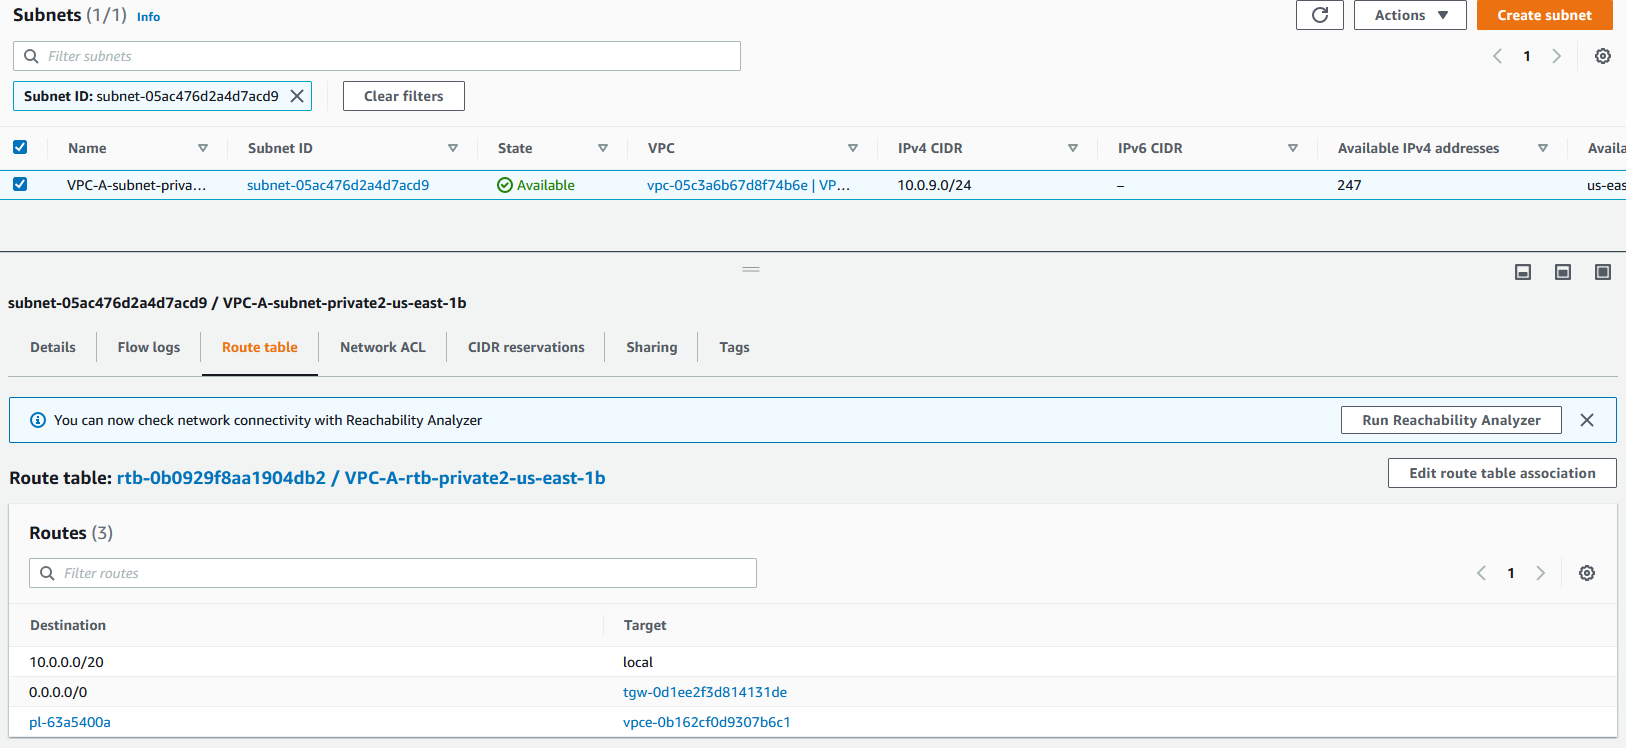 Subnets (1/1) Info
Actions
Create subnet
Filter subnets
1
Subnet ID: subnet-05ac476d2a4d7acd9
Clear filters
Name Subnet ID State VPC IPv4 CIDR IPv6 CIDR Available IPv4 addresses Availa
VPC-A-subnet-priva... subnet-05ac476d2a4d7acd9 Available vpc-05c3a6b67d8f74b6e | VP... 10.0.9.0/24 – 247 us-eas
subnet-05ac476d2a4d7acd9 / VPC-A-subnet-private2-us-east-1b
Details Flow logs Route table Network ACL CIDR reservations Sharing Tags
You can now check network connectivity with Reachability Analyzer Run Reachability Analyzer
Route table: rtb-0b0929f8aa1904db2 / VPC-A-rtb-private2-us-east-1b Edit route table association
Routes (3)
Filter routes
1
Destination Target
10.0.0.0/20 local
0.0.0.0/0 tgw-0d1ee2f3d814131de
pl-63a5400a vpce-0b162cf0d9307b6c1